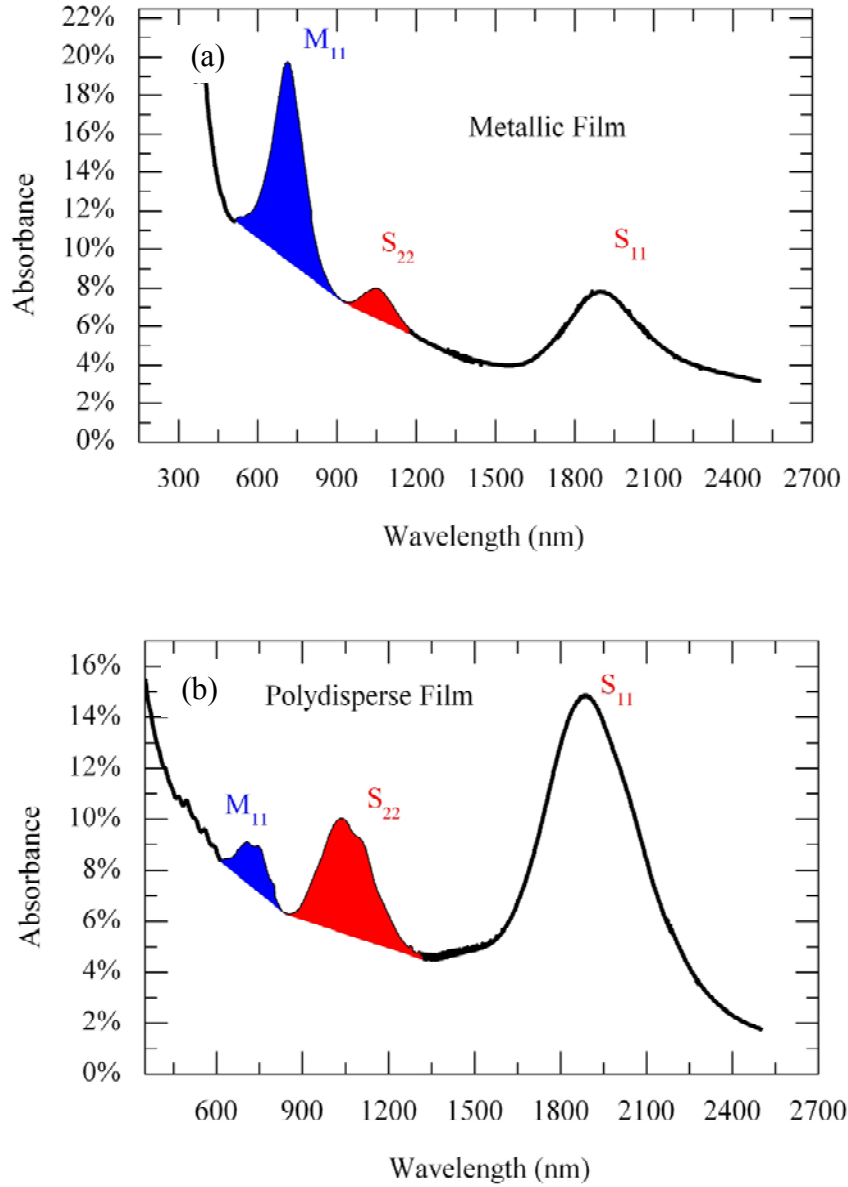 22%
(a)
M11
20%
18%
Metallic Film
16%
14%
12%
S22
S11
10%
8%
6%
4%
2%
0%
Absorbance
300 600 900 1200 1500 1800 2100 2400 2700
Wavelength (nm)
16%
(b)
Polydisperse Film
S11
14%
12%
M11
S22
10%
8%
6%
4%
2%
0%
Absorbance
600 900 1200 1500 1800 2100 2400 2700
Wavelength (nm)